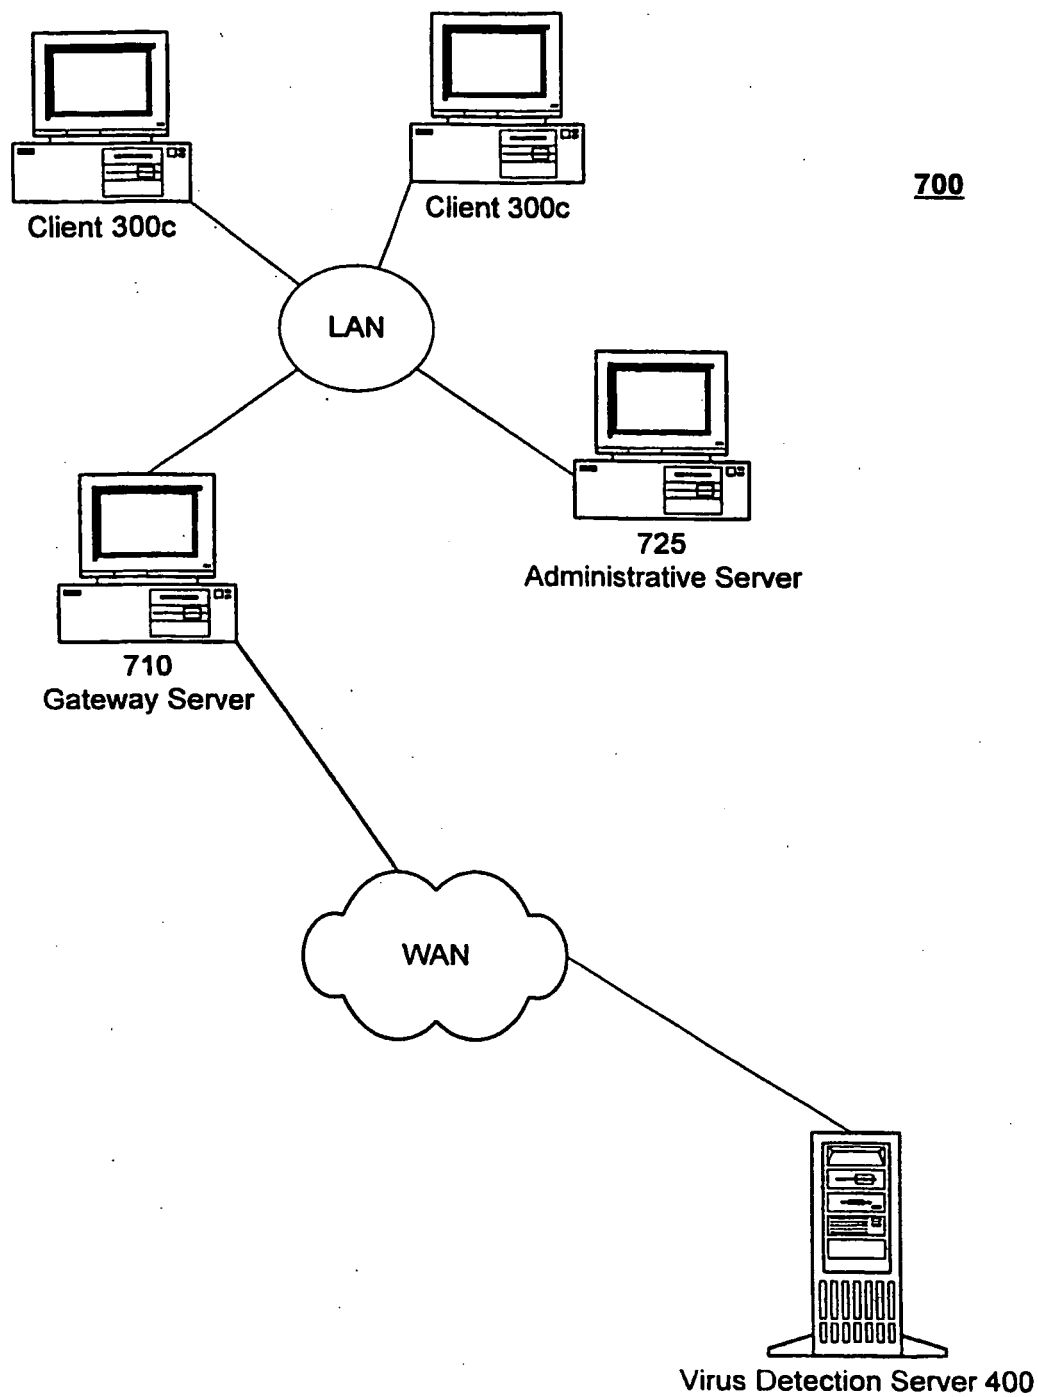 700
Client 300c
Client 300c
LAN
725
Administrative Server
710
Gateway Server
WAN
Virus Detection Server 400